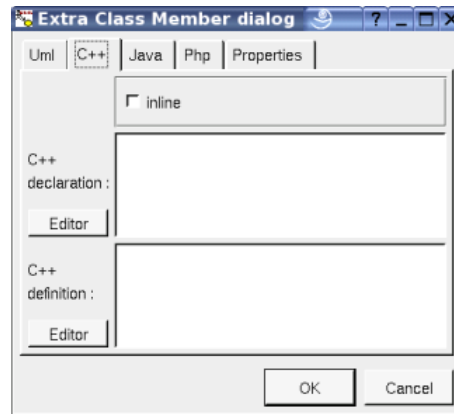 Extra Class Member dialog ? _ □ X
Uml C++ Java Php Properties
inline
C++
declaration :
Editor
C++
definition :
Editor
OK Cancel